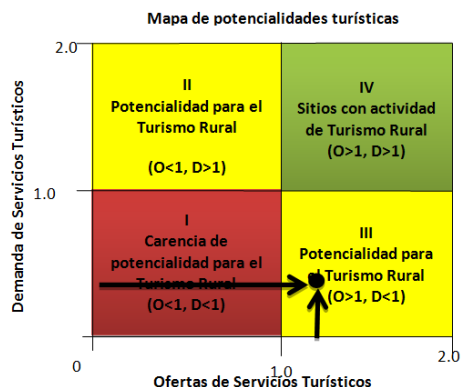 Mapa de potencialidades turísticas
2.0
II
Potencialidad para el
Turismo Rural
(O<1, D>1)
IV
Sitios con actividad
de Turismo Rural
(O>1, D>1)
Demanda de Servicios Turísticos
1.0
I
Carencia de
potencialidad para el
Turismo Rural
(O<1, D<1)
III
Potencialidad para
el Turismo Rural
(O>1, D<1)
0
1.0
2.0
Ofertas de Servicios Turísticos